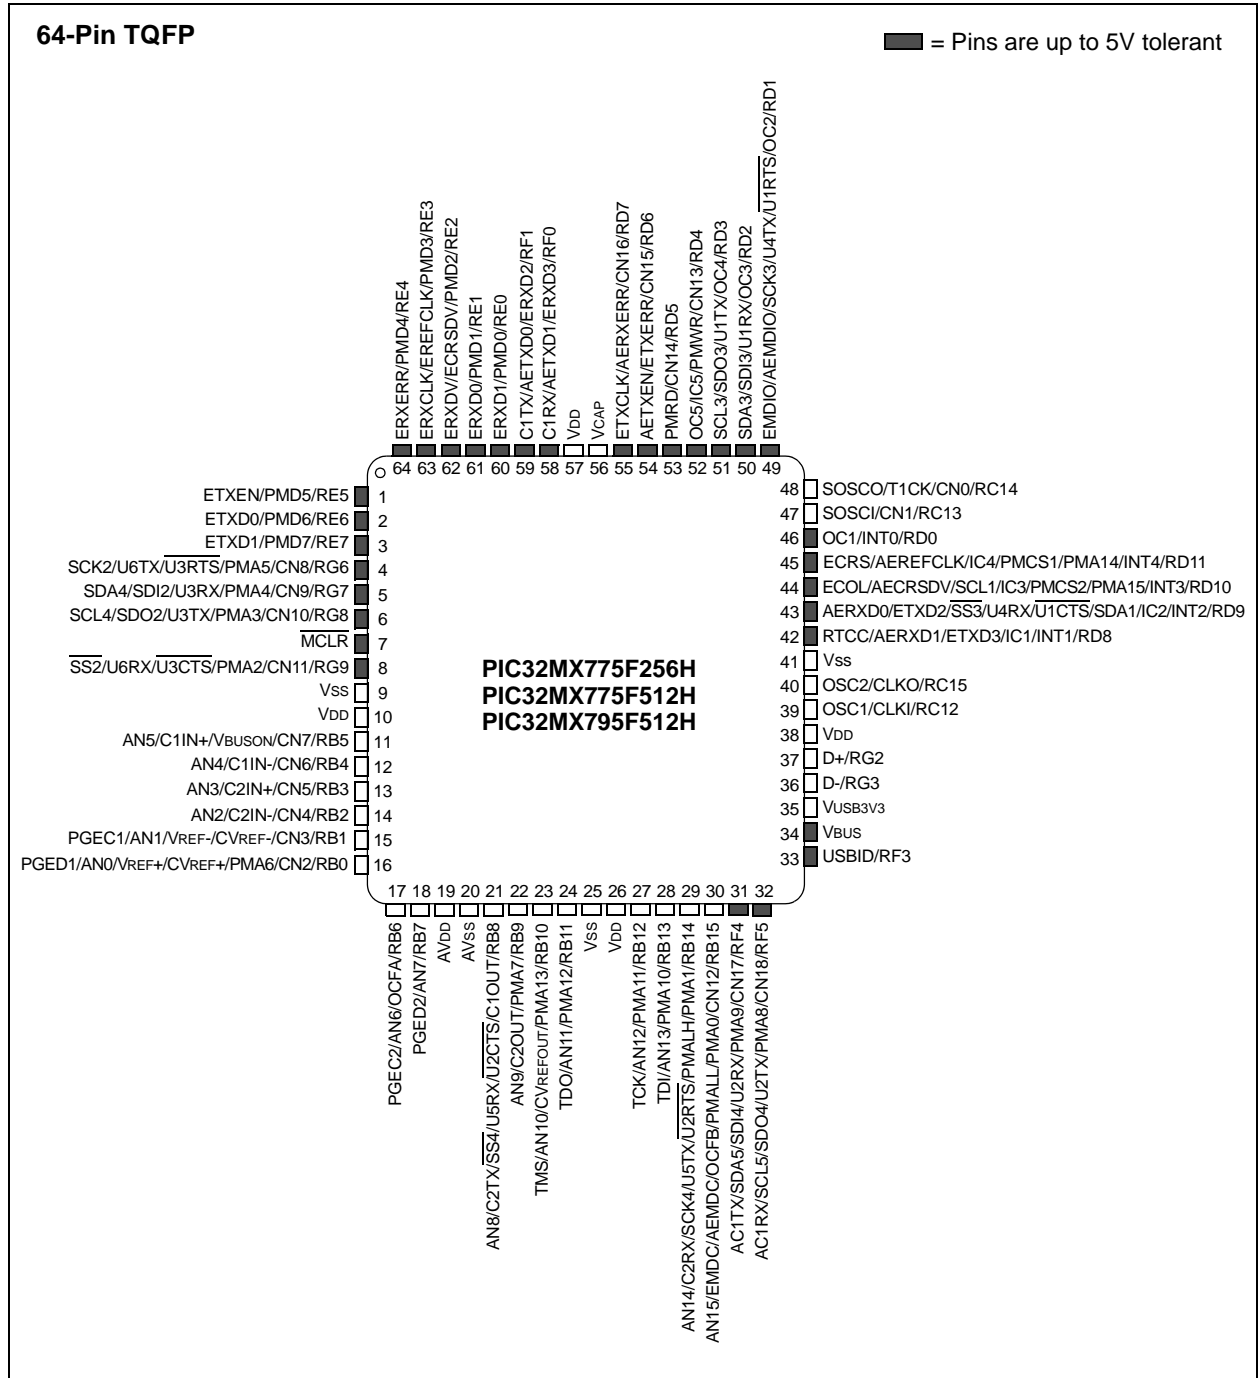 64-Pin TQFP
= Pins are up to 5V tolerant
ERXERR/PMD4/RE4
ERXCLK/EREFCLK/PMD3/RE3
ERXDV/ECRSDV/PMD2/RE2
ERXD0/PMD1/RE1
ERXD1/PMD0/RE0
C1TX/AETXD0/ERXD2/RF1
C1RX/AETXD1/ERXD3/RF0
VDD
VCAP
ETXCLK/AERXERR/CN16/RD7
AETXEN/ETXERR/CN15/RD6
PMRD/CN14/RD5
OC5/IC5/PMWR/CN13/RD4
SCL3/SDO3/U1TX/OC4/RD3
SDA3/SDI3/U1RX/OC3/RD2
EMDIO/AEMDIO/SCK3/U4TX/U1RTS/OC2/RD1
64 63 62 61 60 59 58 57 56 55 54 53 52 51 50 49
ETXEN/PMD5/RE5 1
ETXD0/PMD6/RE6 2
ETXD1/PMD7/RE7 3
SCK2/U6TX/U3RTS/PMA5/CN8/RG6 4
SDA4/SDI2/U3RX/PMA4/CN9/RG7 5
SCL4/SDO2/U3TX/PMA3/CN10/RG8 6
MCLR 7
SS2/U6RX/U3CTS/PMA2/CN11/RG9 8
VSS 9
VDD 10
AN5/C1IN+/VBUSON/CN7/RB5 11
AN4/C1IN-/CN6/RB4 12
AN3/C2IN+/CN5/RB3 13
AN2/C2IN-/CN4/RB2 14
PGEC1/AN1/VREF-/CVREF-/CN3/RB1 15
PGED1/AN0/VREF+/CVREF+/PMA6/CN2/RB0 16
PIC32MX775F256H
PIC32MX775F512H
PIC32MX795F512H
48 SOSCO/T1CK/CN0/RC14
47 SOSCI/CN1/RC13
46 OC1/INT0/RD0
45 ECRS/AEREFCLK/IC4/PMCS1/PMA14/INT4/RD11
44 ECOL/AECRSDV/SCL1/IC3/PMCS2/PMA15/INT3/RD10
43 AERXD0/ETXD2/SS3/U4RX/U1CTS/SDA1/IC2/INT2/RD9
42 RTCC/AERXD1/ETXD3/IC1/INT1/RD8
41 Vss
40 OSC2/CLKO/RC15
39 OSC1/CLKI/RC12
38 VDD
37 D+/RG2
36 D-/RG3
35 VUSB3V3
34 VBUS
33 USBID/RF3
17 18 19 20 21 22 23 24 25 26 27 28 29 30 31 32
PGEC2/AN6/OCFA/RB6
PGED2/AN7/RB7
AVDD
AVSS
AN8/C2TX/SS4/U5RX/U2CTS/C1OUT/RB8
AN9/C2OUT/PMA7/RB9
TMS/AN10/CVREFOUT/PMA13/RB10
TDO/AN11/PMA12/RB11
VSS
VDD
TCK/AN12/PMA11/RB12
TDI/AN13/PMA10/RB13
AN14/C2RX/SCK4/U5TX/U2RTS/PMALH/PMA1/RB14
AN15/EMDC/AEMDC/OCFB/PMALL/PMA0/CN12/RB15
AC1TX/SDA5/SDI4/U2RX/PMA9/CN17/RF4
AC1RX/SCL5/SDO4/U2TX/PMA8/CN18/RF5